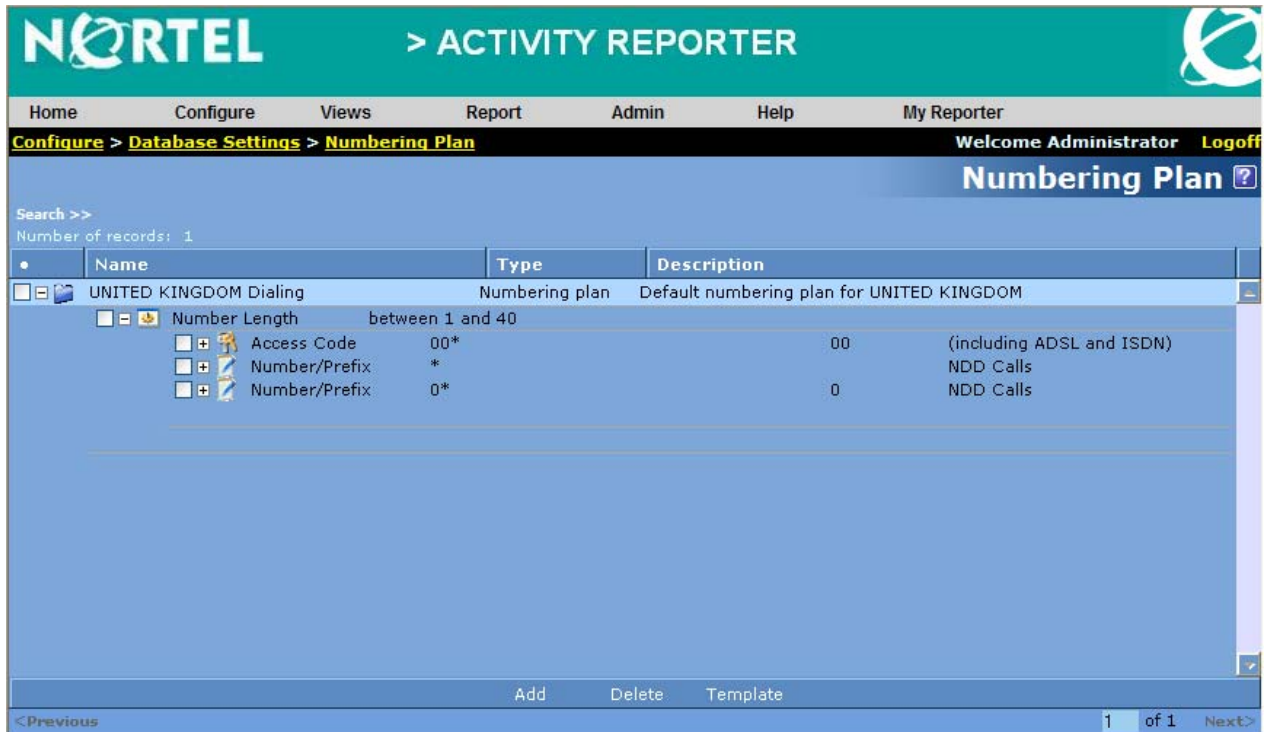 NORTEL > ACTIVITY REPORTER
Home Configure Views Report Admin Help My Reporter
Configure > Database Settings > Numbering Plan Welcome Administrator Logoff
Numbering Plan ?
Search >>
Number of records: 1
Name Type Description
UNITED KINGDOM Dialing Numbering plan Default numbering plan for UNITED KINGDOM
Number Length between 1 and 40
Access Code 00* 00 (including ADSL and ISDN)
Number/Prefix * NDD Calls
Number/Prefix 0* 0 NDD Calls
Add Delete Template
<Previous 1 of 1 Next>